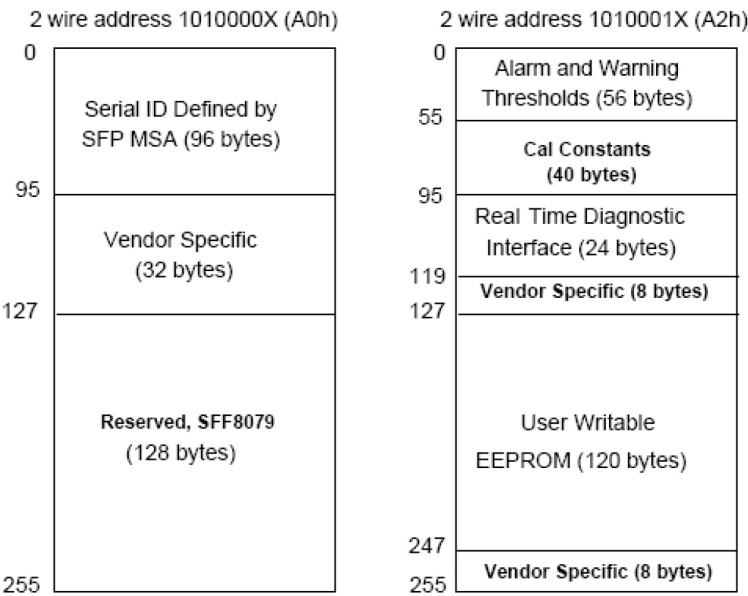 2 wire address 1010000X (A0h)
0
Serial ID Defined by
SFP MSA (96 bytes)
95
Vendor Specific
(32 bytes)
127
Reserved, SFF8079
(128 bytes)
255
2 wire address 1010001X (A2h)
0
Alarm and Warning
Thresholds (56 bytes)
55
Cal Constants
(40 bytes)
95
Real Time Diagnostic
Interface (24 bytes)
119
Vendor Specific (8 bytes)
127
User Writable
EEPROM (120 bytes)
247
Vendor Specific (8 bytes)
255